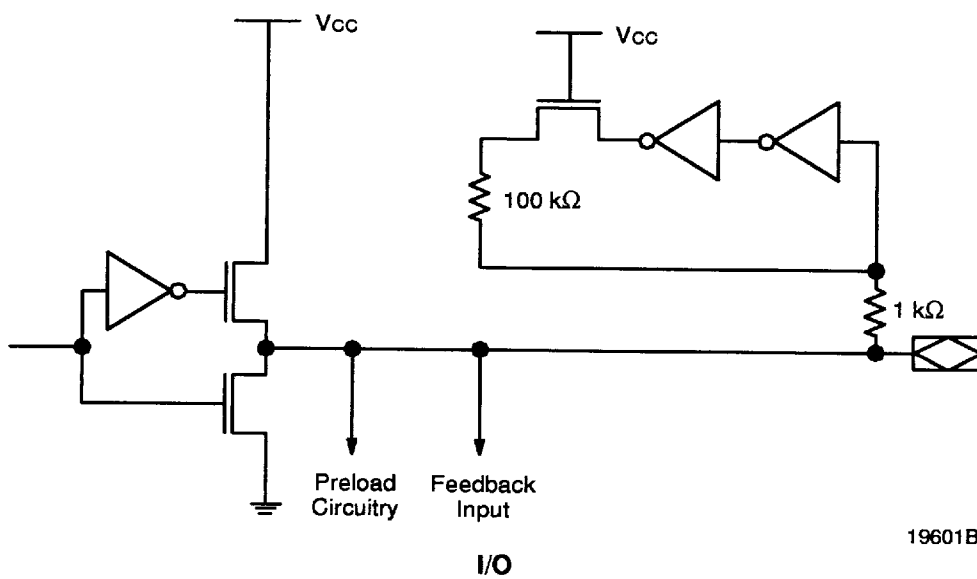 VCC
VCC
100 kΩ
1 kΩ
Preload
Circuitry
Feedback
Input
19601B
I/O